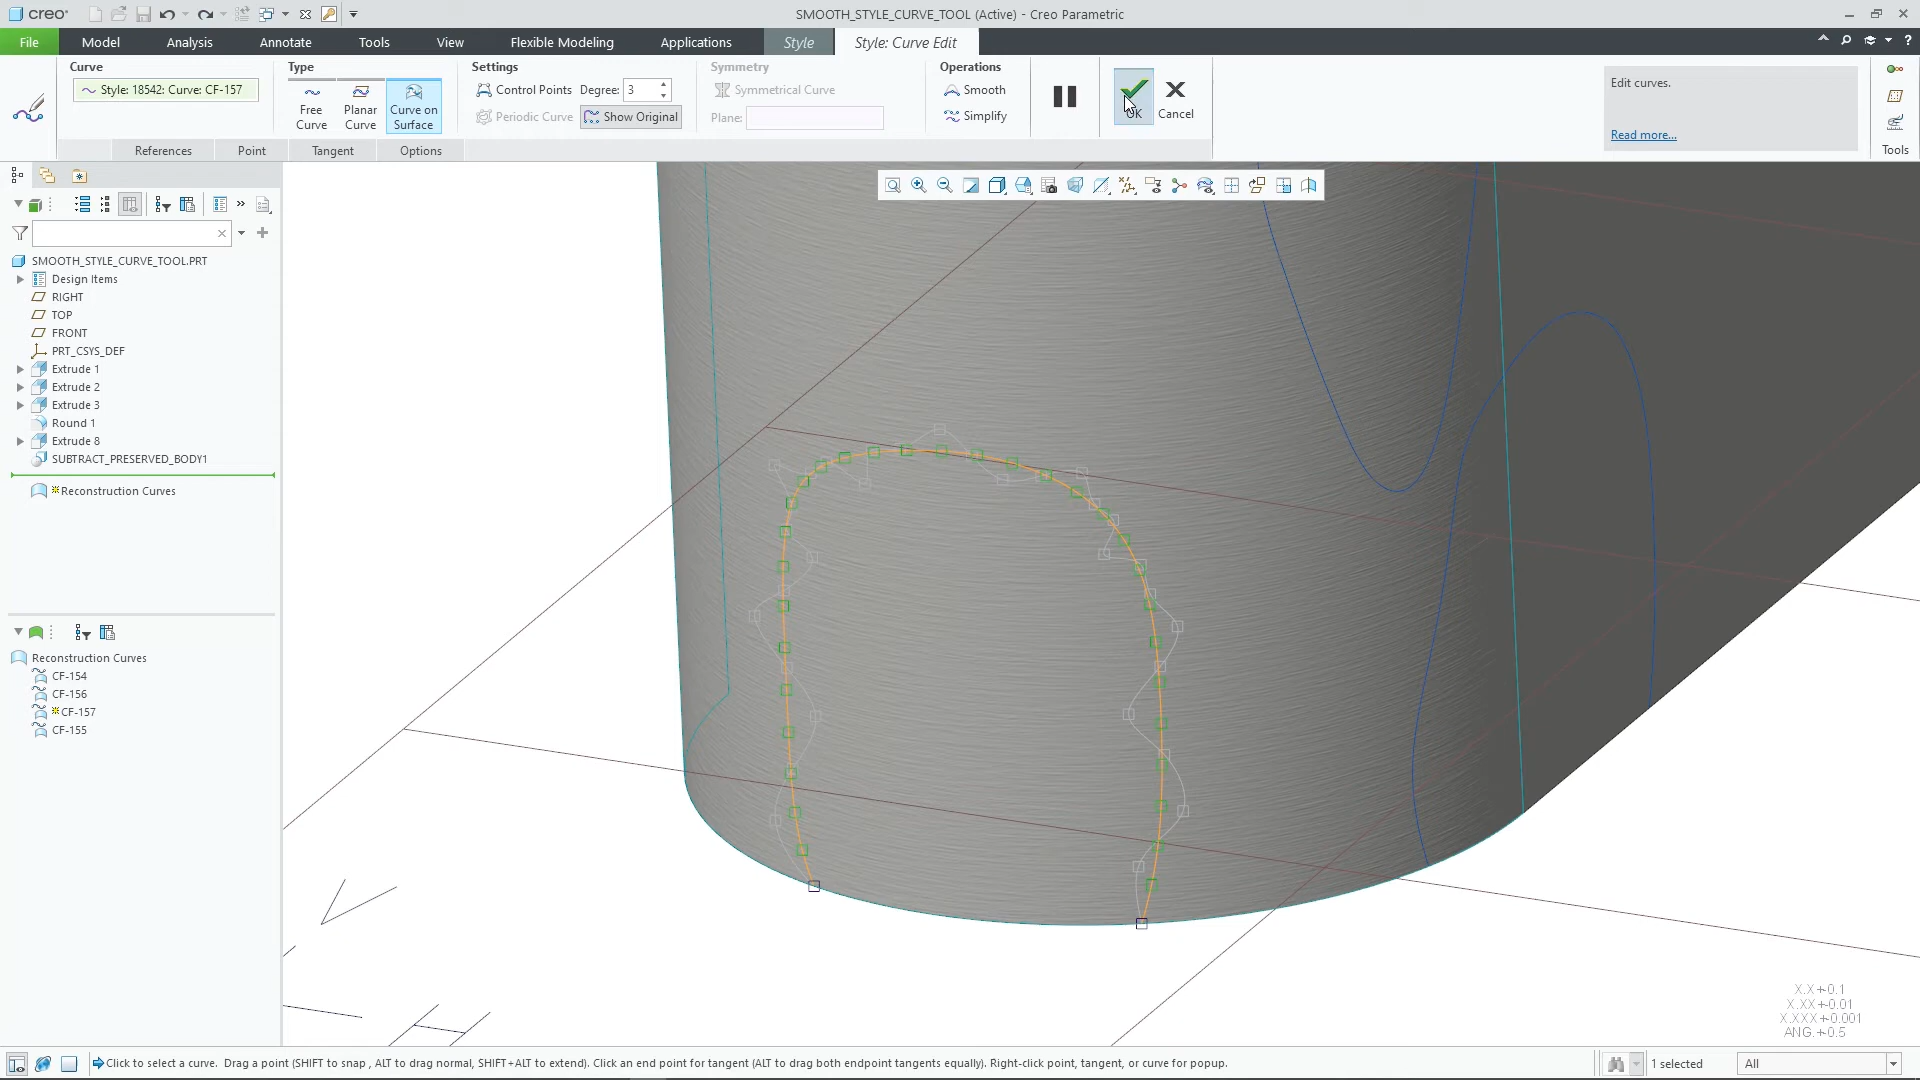 creo
SMOOTH_STYLE_CURVE_TOOL (Active) - Creo Parametric
File
Model
Analysis
Annotate
Tools
View
Flexible Modeling
Applications
Style
Style: Curve Edit
Curve
Style: 18542: Curve: CF-157
Type
Free Curve
Planar Curve
Curve on Surface
Settings
Control Points
Degree: 3
Periodic Curve
Show Original
Symmetry
Symmetrical Curve
Plane:
Operations
Smooth
Simplify
OK
Cancel
Edit curves.
Read more...
Tools
References
Point
Tangent
Options
SMOOTH_STYLE_CURVE_TOOL.PRT
Design Items
RIGHT
TOP
FRONT
PRT_CSYS_DEF
Extrude 1
Extrude 2
Extrude 3
Round 1
Extrude 8
SUBTRACT_PRESERVED_BODY1
Reconstruction Curves
Reconstruction Curves
CF-154
CF-156
CF-157
CF-155
X.X+-0.1
X.XX+-0.01
X.XXX+-0.001
ANG.+-0.5
Click to select a curve. Drag a point (SHIFT to snap , ALT to drag normal, SHIFT+ALT to extend). Click an end point for tangent (ALT to drag both endpoint tangents equally). Right-click point, tangent, or curve for popup.
1 selected
All